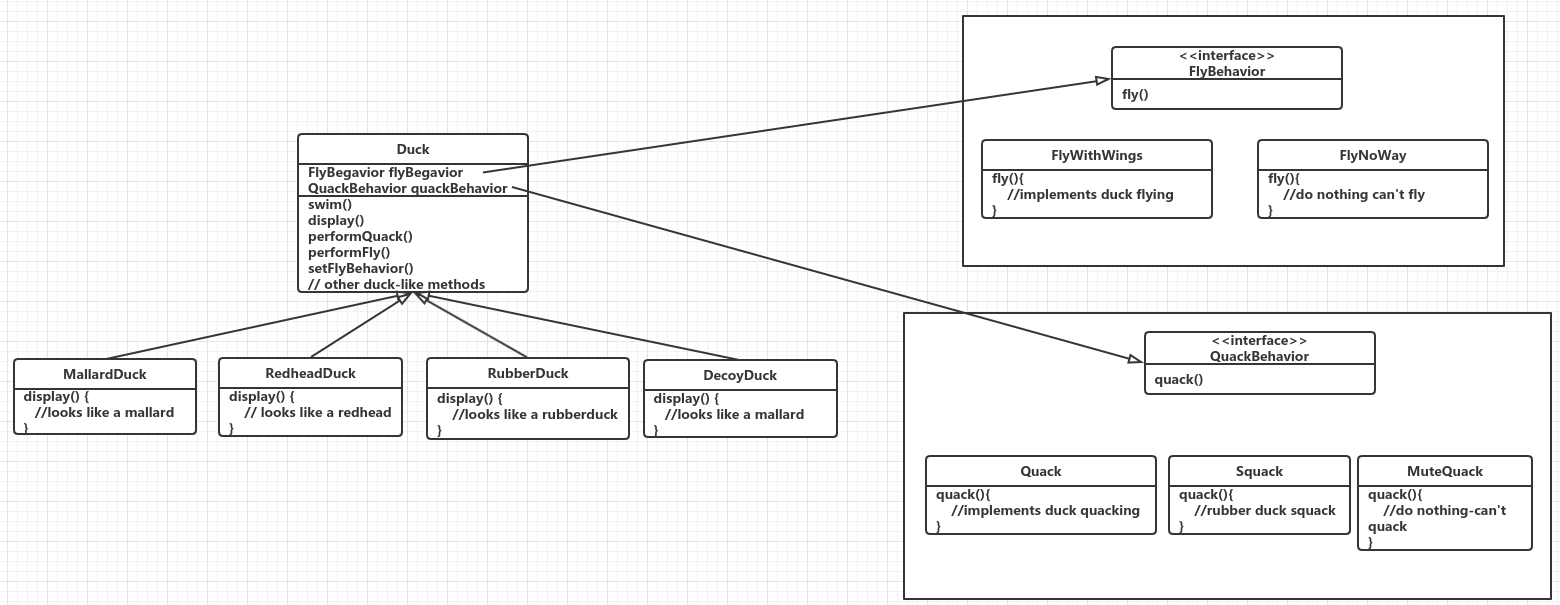 <<interface>>
FlyBehavior
fly()
FlyWithWings
fly(){
//implements duck flying
}
FlyNoWay
fly(){
//do nothing can't fly
}
Duck
FlyBegavior flyBegavior
QuackBehavior quackBehavior
swim()
display()
performQuack()
performFly()
setFlyBehavior()
// other duck-like methods
MallardDuck
display() {
//looks like a mallard
}
RedheadDuck
display() {
// looks like a redhead
}
RubberDuck
display() {
//looks like a rubberduck
}
DecoyDuck
display() {
//looks like a mallard
}
<<interface>>
QuackBehavior
quack()
Quack
quack(){
//implements duck quacking
}
Squack
quack(){
//rubber duck squack
}
MuteQuack
quack(){
//do nothing-can't
quack
}